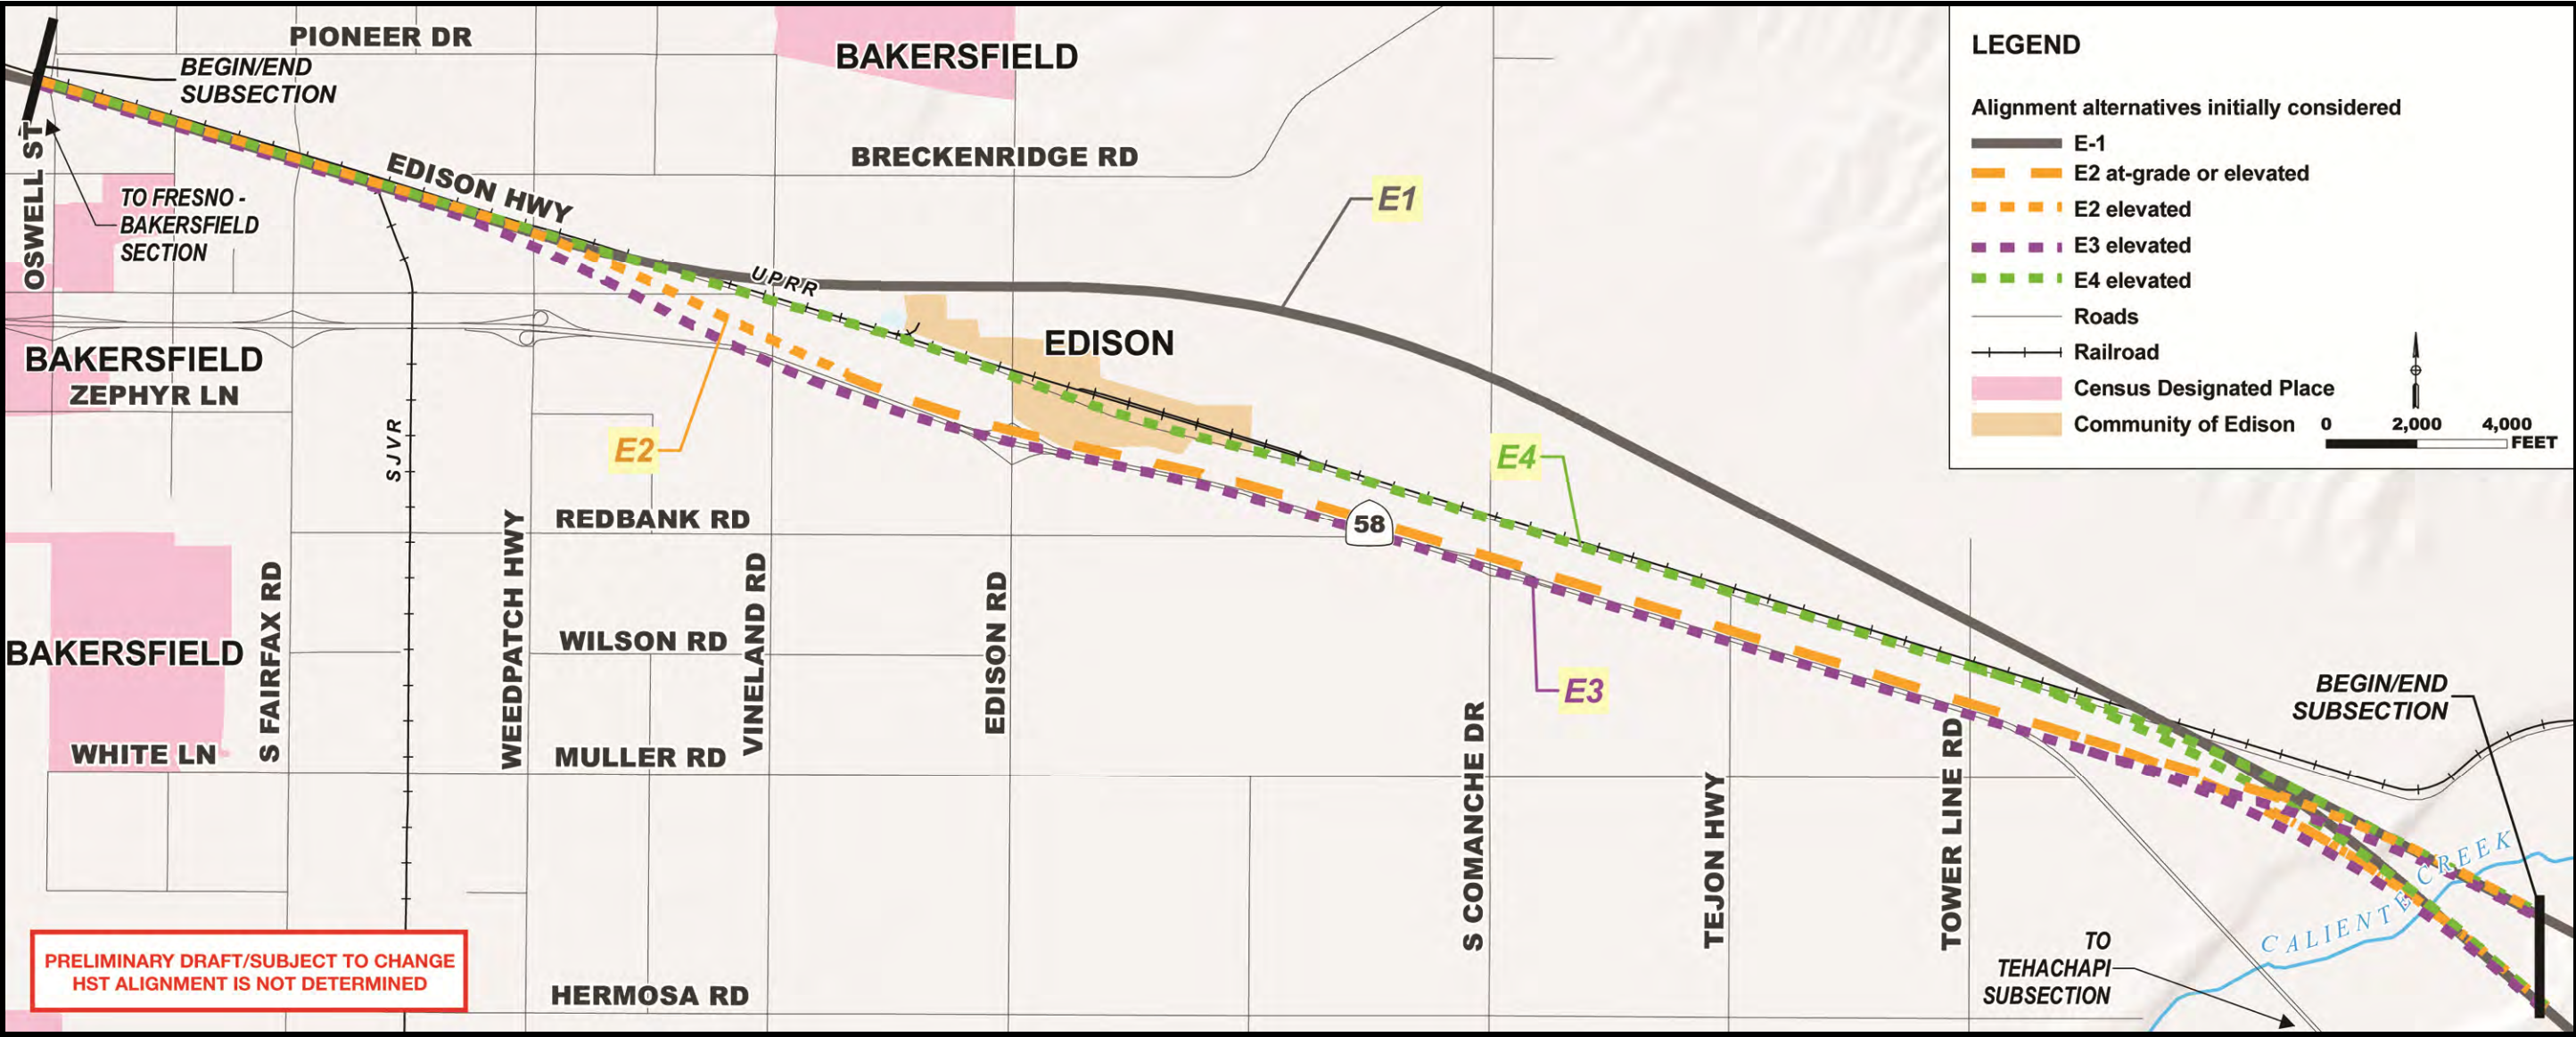 PIONEER DR
BAKERSFIELD
BEGIN/END
SUBSECTION
OSWELL ST
EDISON HWY
BRECKENRIDGE RD
TO FRESNO -
BAKERSFIELD
SECTION
E1
UPRR
EDISON
BAKERSFIELD
ZEPHYR LN
SJVR
E2
E4
REDBANK RD
58
WEEDPATCH HWY
S FAIRFAX RD
VINELAND RD
EDISON RD
WILSON RD
BAKERSFIELD
E3
WHITE LN
MULLER RD
S COMANCHE DR
TEJON HWY
TOWER LINE RD
BEGIN/END
SUBSECTION
CALIENTE CREEK
TO
TEHACHAPI
SUBSECTION
HERMOSA RD
PRELIMINARY DRAFT/SUBJECT TO CHANGE
HST ALIGNMENT IS NOT DETERMINED
LEGEND
Alignment alternatives initially considered
E-1
E2 at-grade or elevated
E2 elevated
E3 elevated
E4 elevated
Roads
Railroad
Census Designated Place
Community of Edison
0 2,000 4,000
FEET